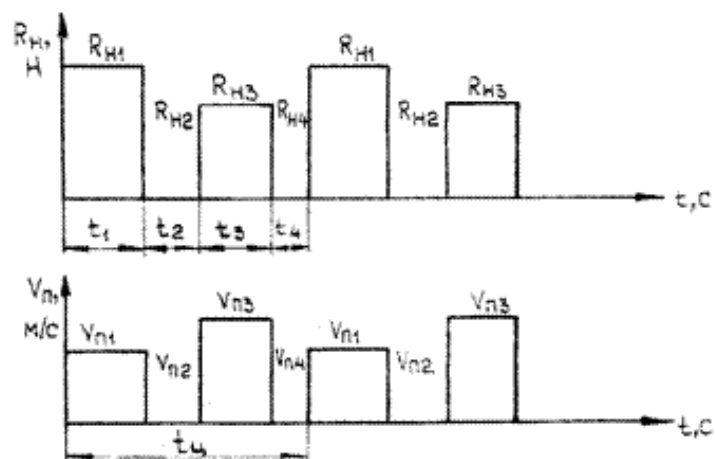 Rн,
Н
Rн1
Rн2
Rн3
Rн4
Rн1
Rн2
Rн3
t,с
t1
t2
t3
t4
Vп,
м/с
Vп1
Vп2
Vп3
Vп4
Vп1
Vп2
Vп3
t,с
tц